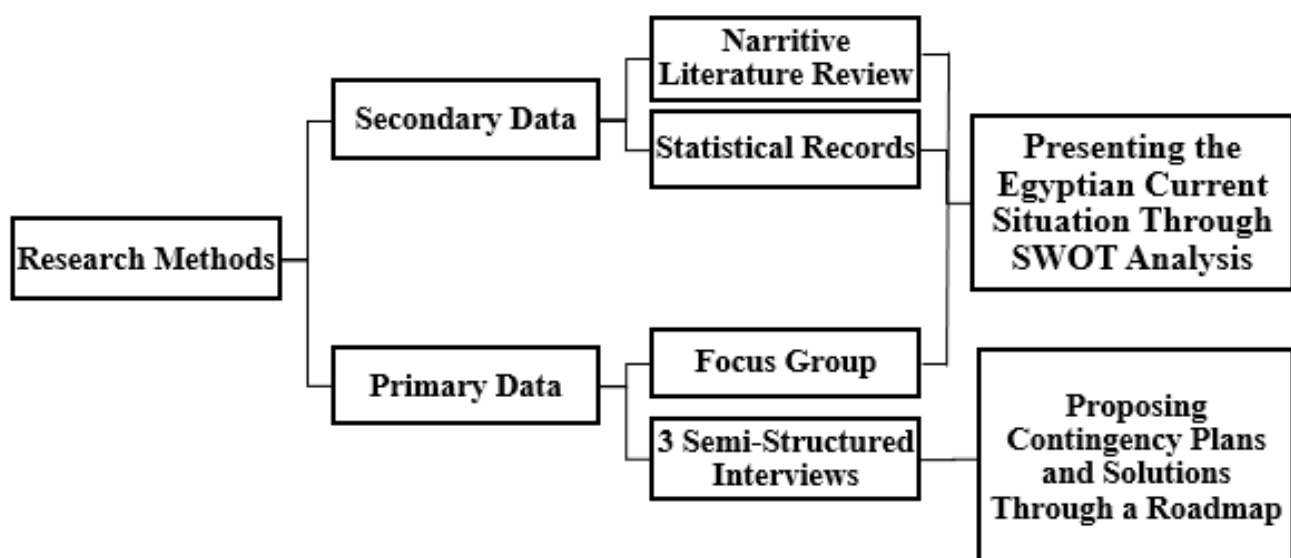 Research Methods
Secondary Data
Primary Data
Narritive
Literature Review
Statistical Records
Focus Group
3 Semi-Structured
Interviews
Presenting the
Egyptian Current
Situation Through
SWOT Analysis
Proposing
Contingency Plans
and Solutions
Through a Roadmap